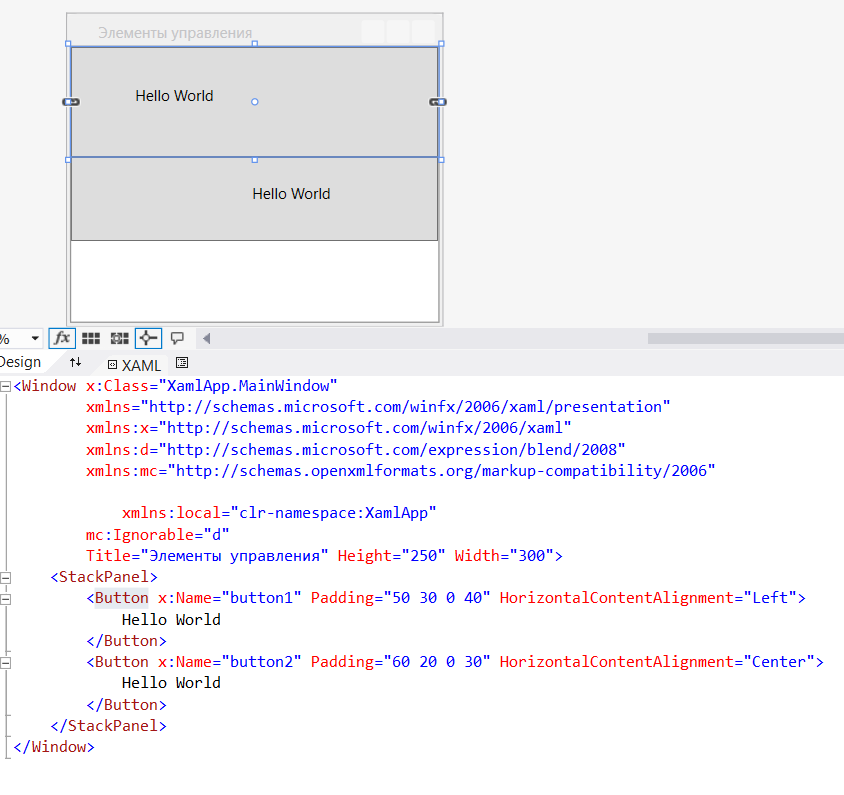 Элементы управления
Hello World
Hello World
%
fx
Design
XAML
<Window x:Class="XamlApp.MainWindow"
xmlns="http://schemas.microsoft.com/winfx/2006/xaml/presentation"
xmlns:x="http://schemas.microsoft.com/winfx/2006/xaml"
xmlns:d="http://schemas.microsoft.com/expression/blend/2008"
xmlns:mc="http://schemas.openxmlformats.org/markup-compatibility/2006"
xmlns:local="clr-namespace:XamlApp"
mc:Ignorable="d"
Title="Элементы управления" Height="250" Width="300">
<StackPanel>
<Button x:Name="button1" Padding="50 30 0 40" HorizontalContentAlignment="Left">
Hello World
</Button>
<Button x:Name="button2" Padding="60 20 0 30" HorizontalContentAlignment="Center">
Hello World
</Button>
</StackPanel>
</Window>